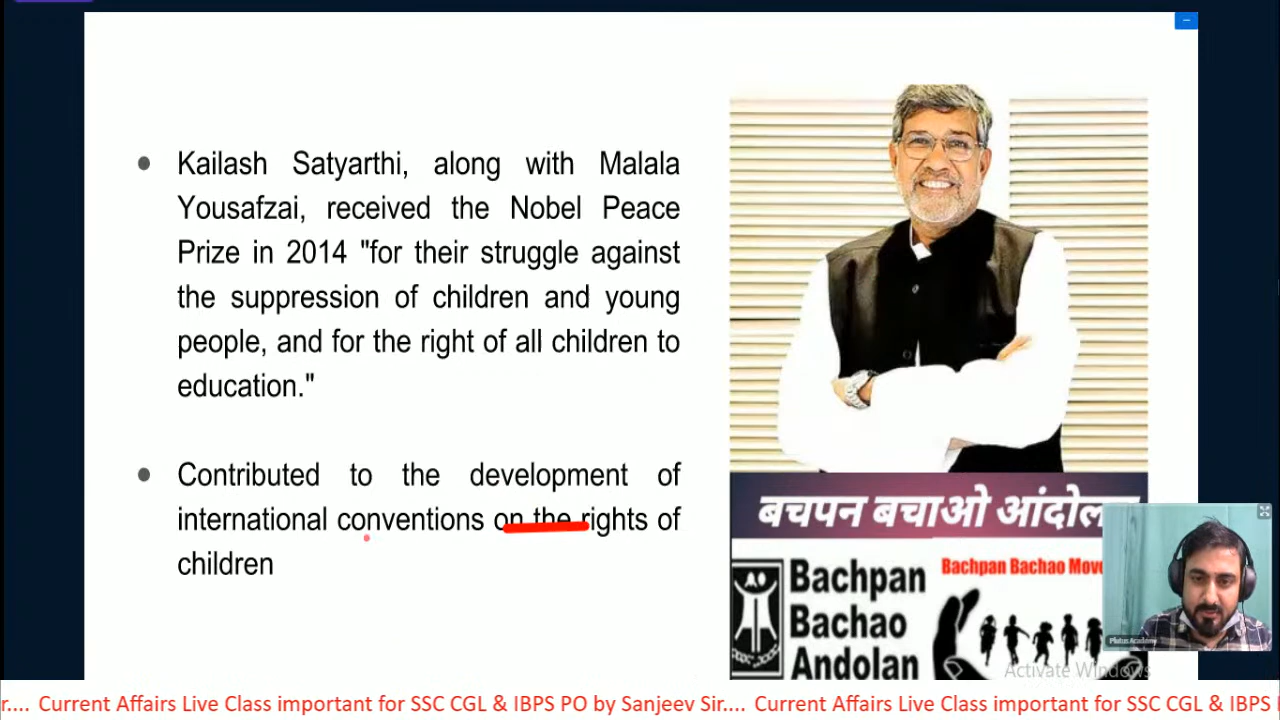 Kailash Satyarthi, along with Malala
Yousafzai, received the Nobel Peace
Prize in 2014 "for their struggle against
the suppression of children and young
people, and for the right of all children to
education."
Contributed to the development of
international conventions on the rights of
children
बचपन बचाओ
Bachpan
Bachao
Andolan
Bachpan Bachao
Plutus Academy
Activate Windows
Current Affairs Live Class important for SSC CGL & IBPS PO by Sanjeev Sir.... Current Affairs Live Class important for SSC CGL & IBPS